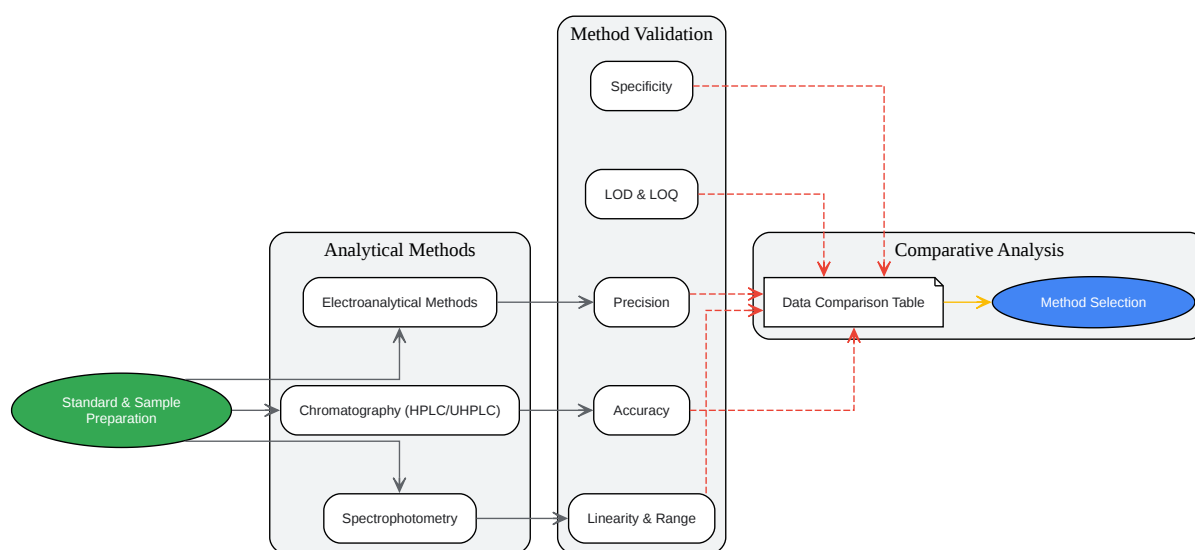 Method Validation
Specificity
LOD & LOQ
Analytical Methods
Comparative Analysis
Electroanalytical Methods
Precision
Data Comparison Table
Method Selection
Standard & Sample
Preparation
Chromatography (HPLC/UHPLC)
Accuracy
Spectrophotometry
Linearity & Range